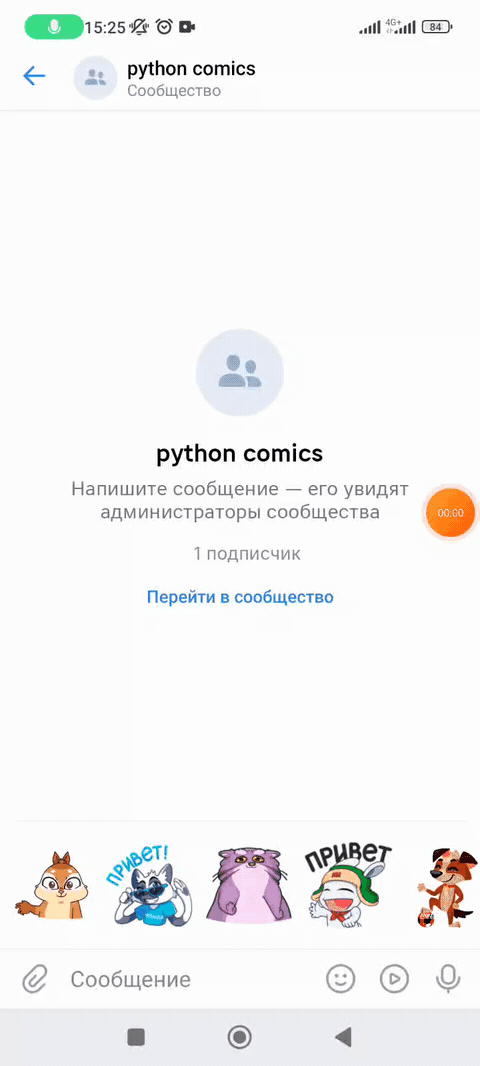 15:25
4G+
84
python comics
Сообщество
python comics
Напишите сообщение — его увидят
администраторы сообщества
00:00
1 подписчик
Перейти в сообщество
ПРИВЕТ!
ПРИВЕТ
Сообщение